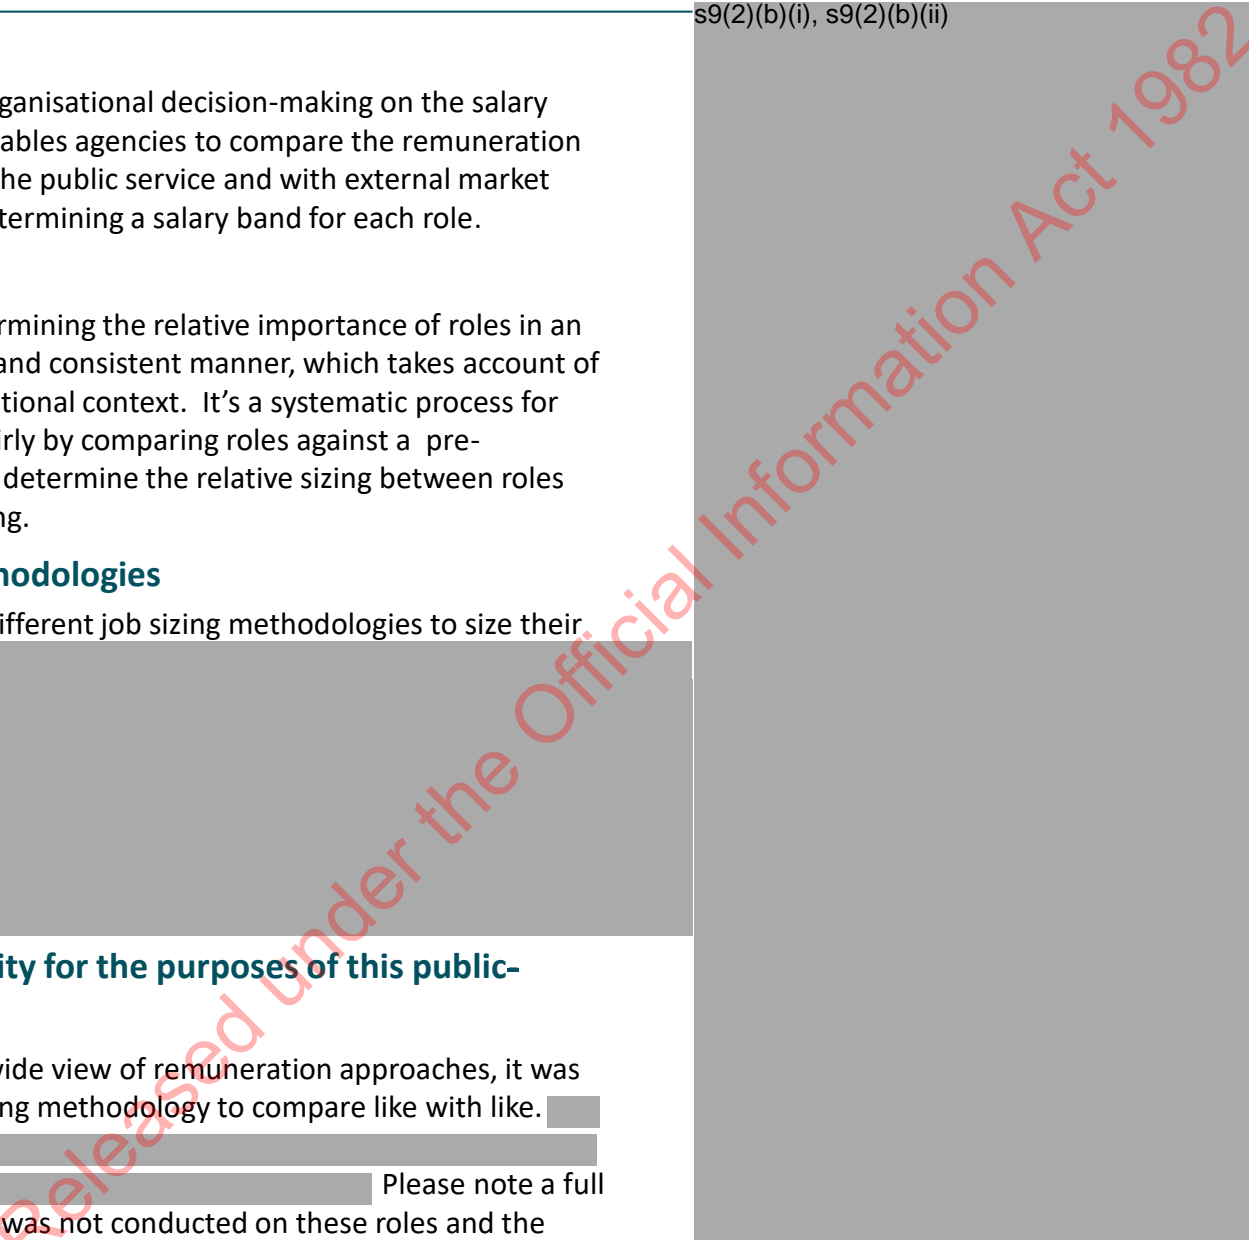 s9(2)(b)(i), s9(2)(b)(ii)
ganisational decision-making on the salary
ables agencies to compare the remuneration
he public service and with external market
termining a salary band for each role.
rmining the relative importance of roles in an
and consistent manner, which takes account of
tional context.  It’s a systematic process for
irly by comparing roles against a  pre-
determine the relative sizing between roles
ng.
nodologies
ifferent job sizing methodologies to size their
ity for the purposes of this public-
vide view of remuneration approaches, it was
ng methodology to compare like with like.
Please note a full
was not conducted on these roles and the
Released under the Official Information Act 1982